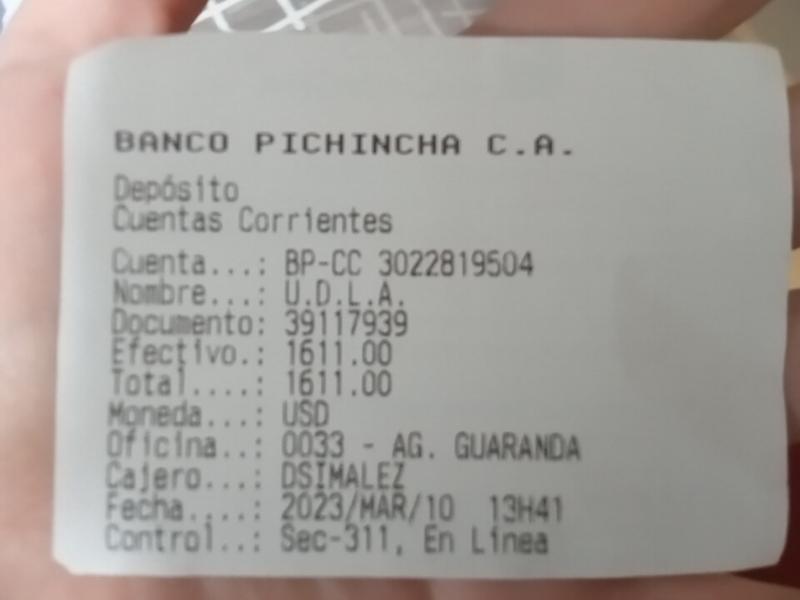 BANCO PICHINCHA C.A.
Depósito
Cuentas Corrientes
Cuenta...: BP-CC 3022819504
Nombre...: U.D.L.A.
Documento: 39117939
Efectivo.: 1611.00
Total....: 1611.00
Moneda...: USD
Oficina..: 0033 - AG. GUARANDA
Cajero...: DSIMALEZ
Fecha....: 2023/MAR/10 13H41
Control..: Sec-311, En Línea